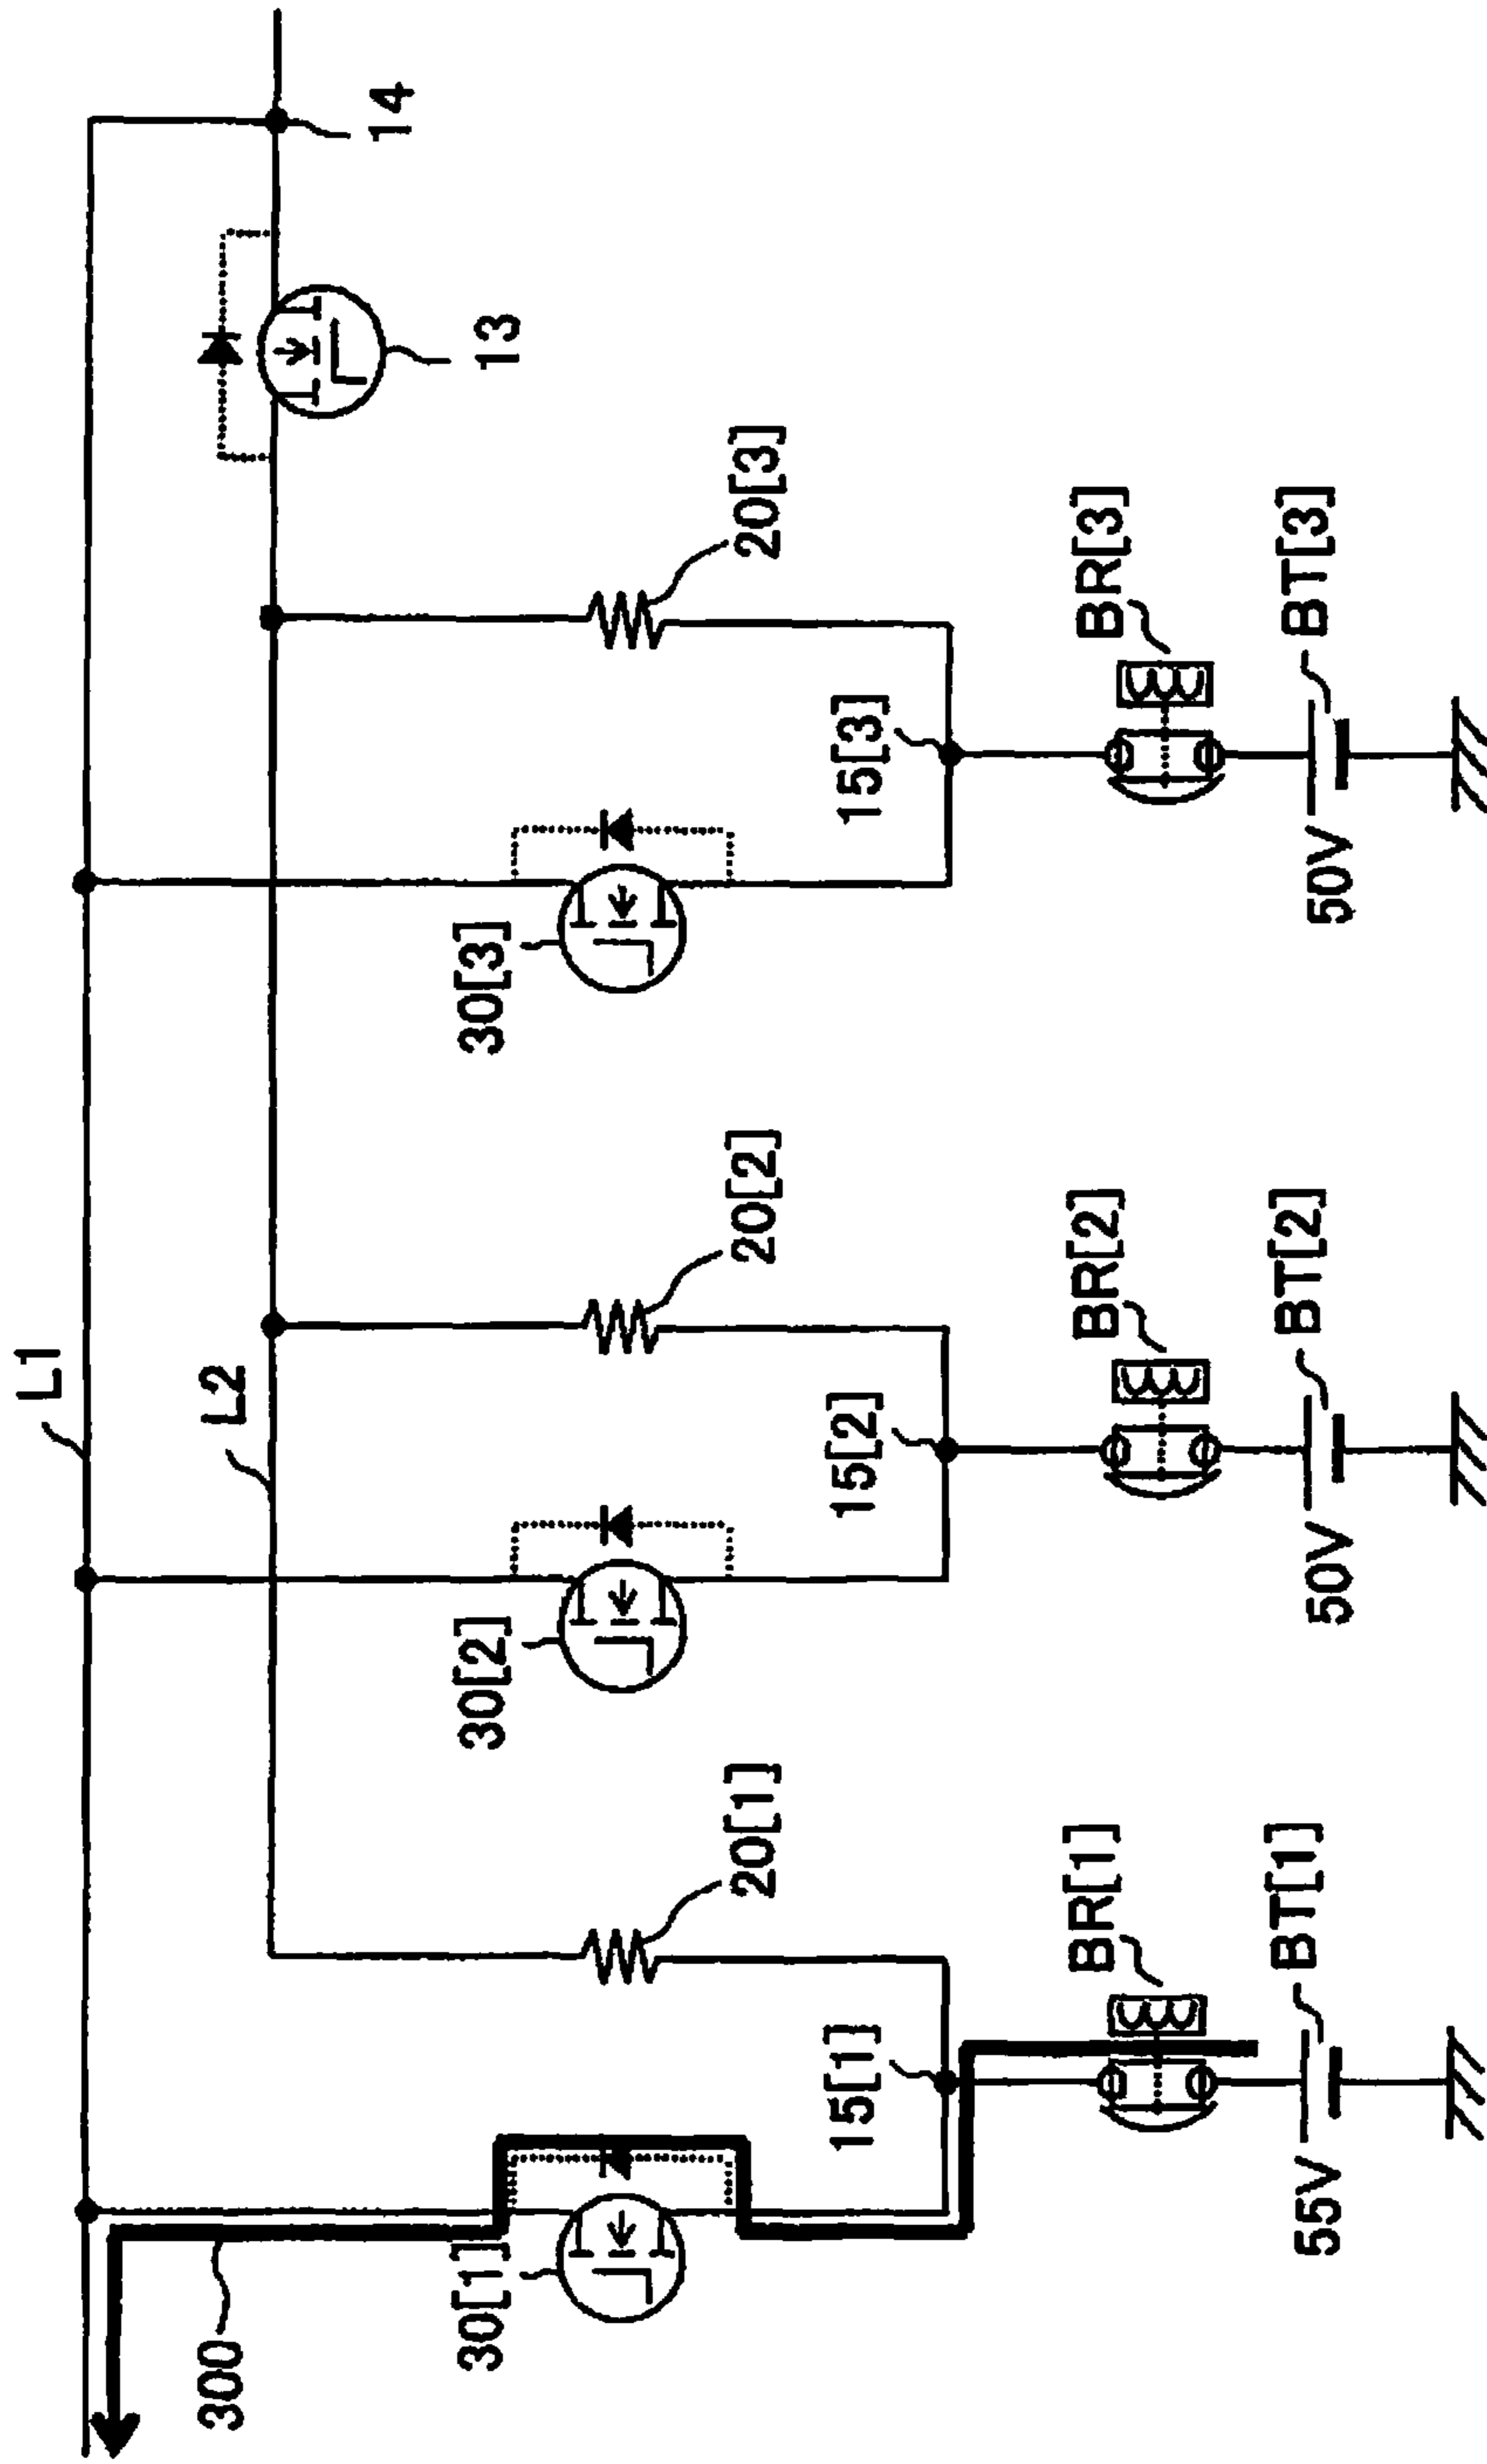 L1
L2
300
14
13
30[1]
20[1]
30[2]
20[2]
30[3]
20[3]
15[1]
15[2]
15[3]
BR[1]
BR[2]
BR[3]
55V
BT[1]
50V
BT[2]
50V
BT[3]